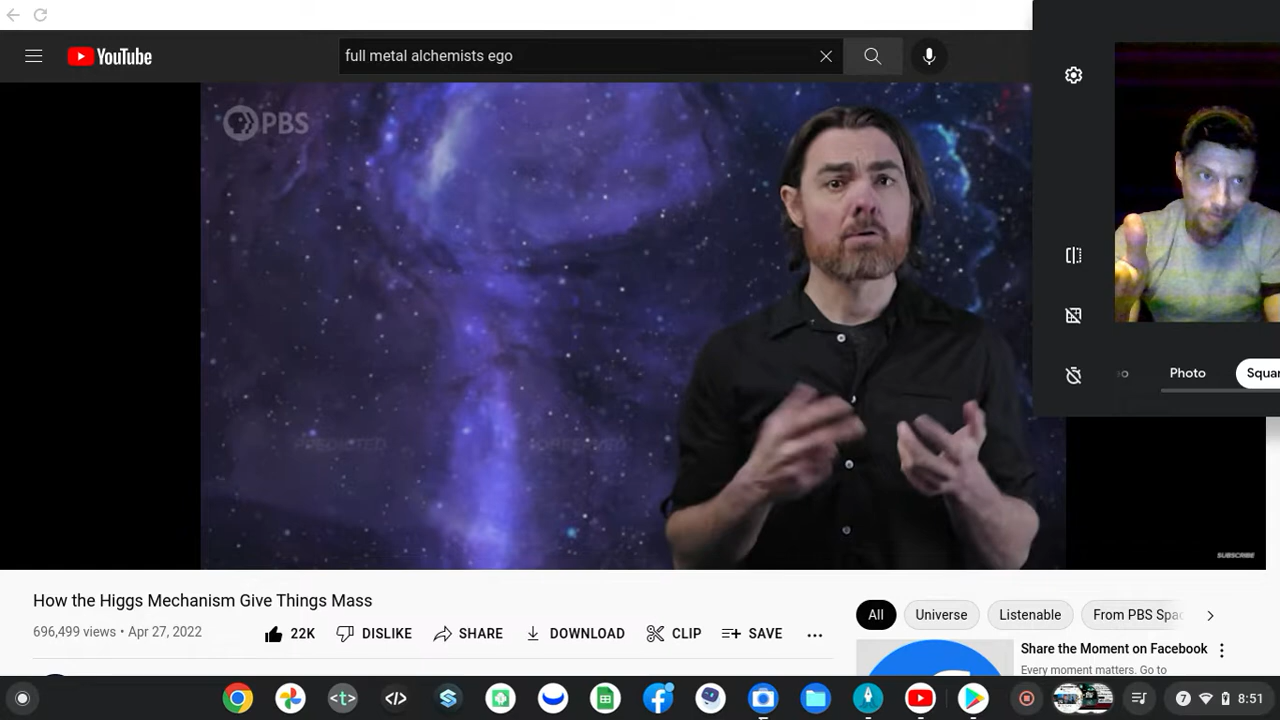 YouTube
full metal alchemists ego
PBS
Photo
Squar
SUBSCRIBE
How the Higgs Mechanism Give Things Mass
696,499 views • Apr 27, 2022
22K
DISLIKE
SHARE
DOWNLOAD
CLIP
SAVE
All
Universe
Listenable
From PBS Spac
Share the Moment on Facebook
Every moment matters. Go to
7
8:51